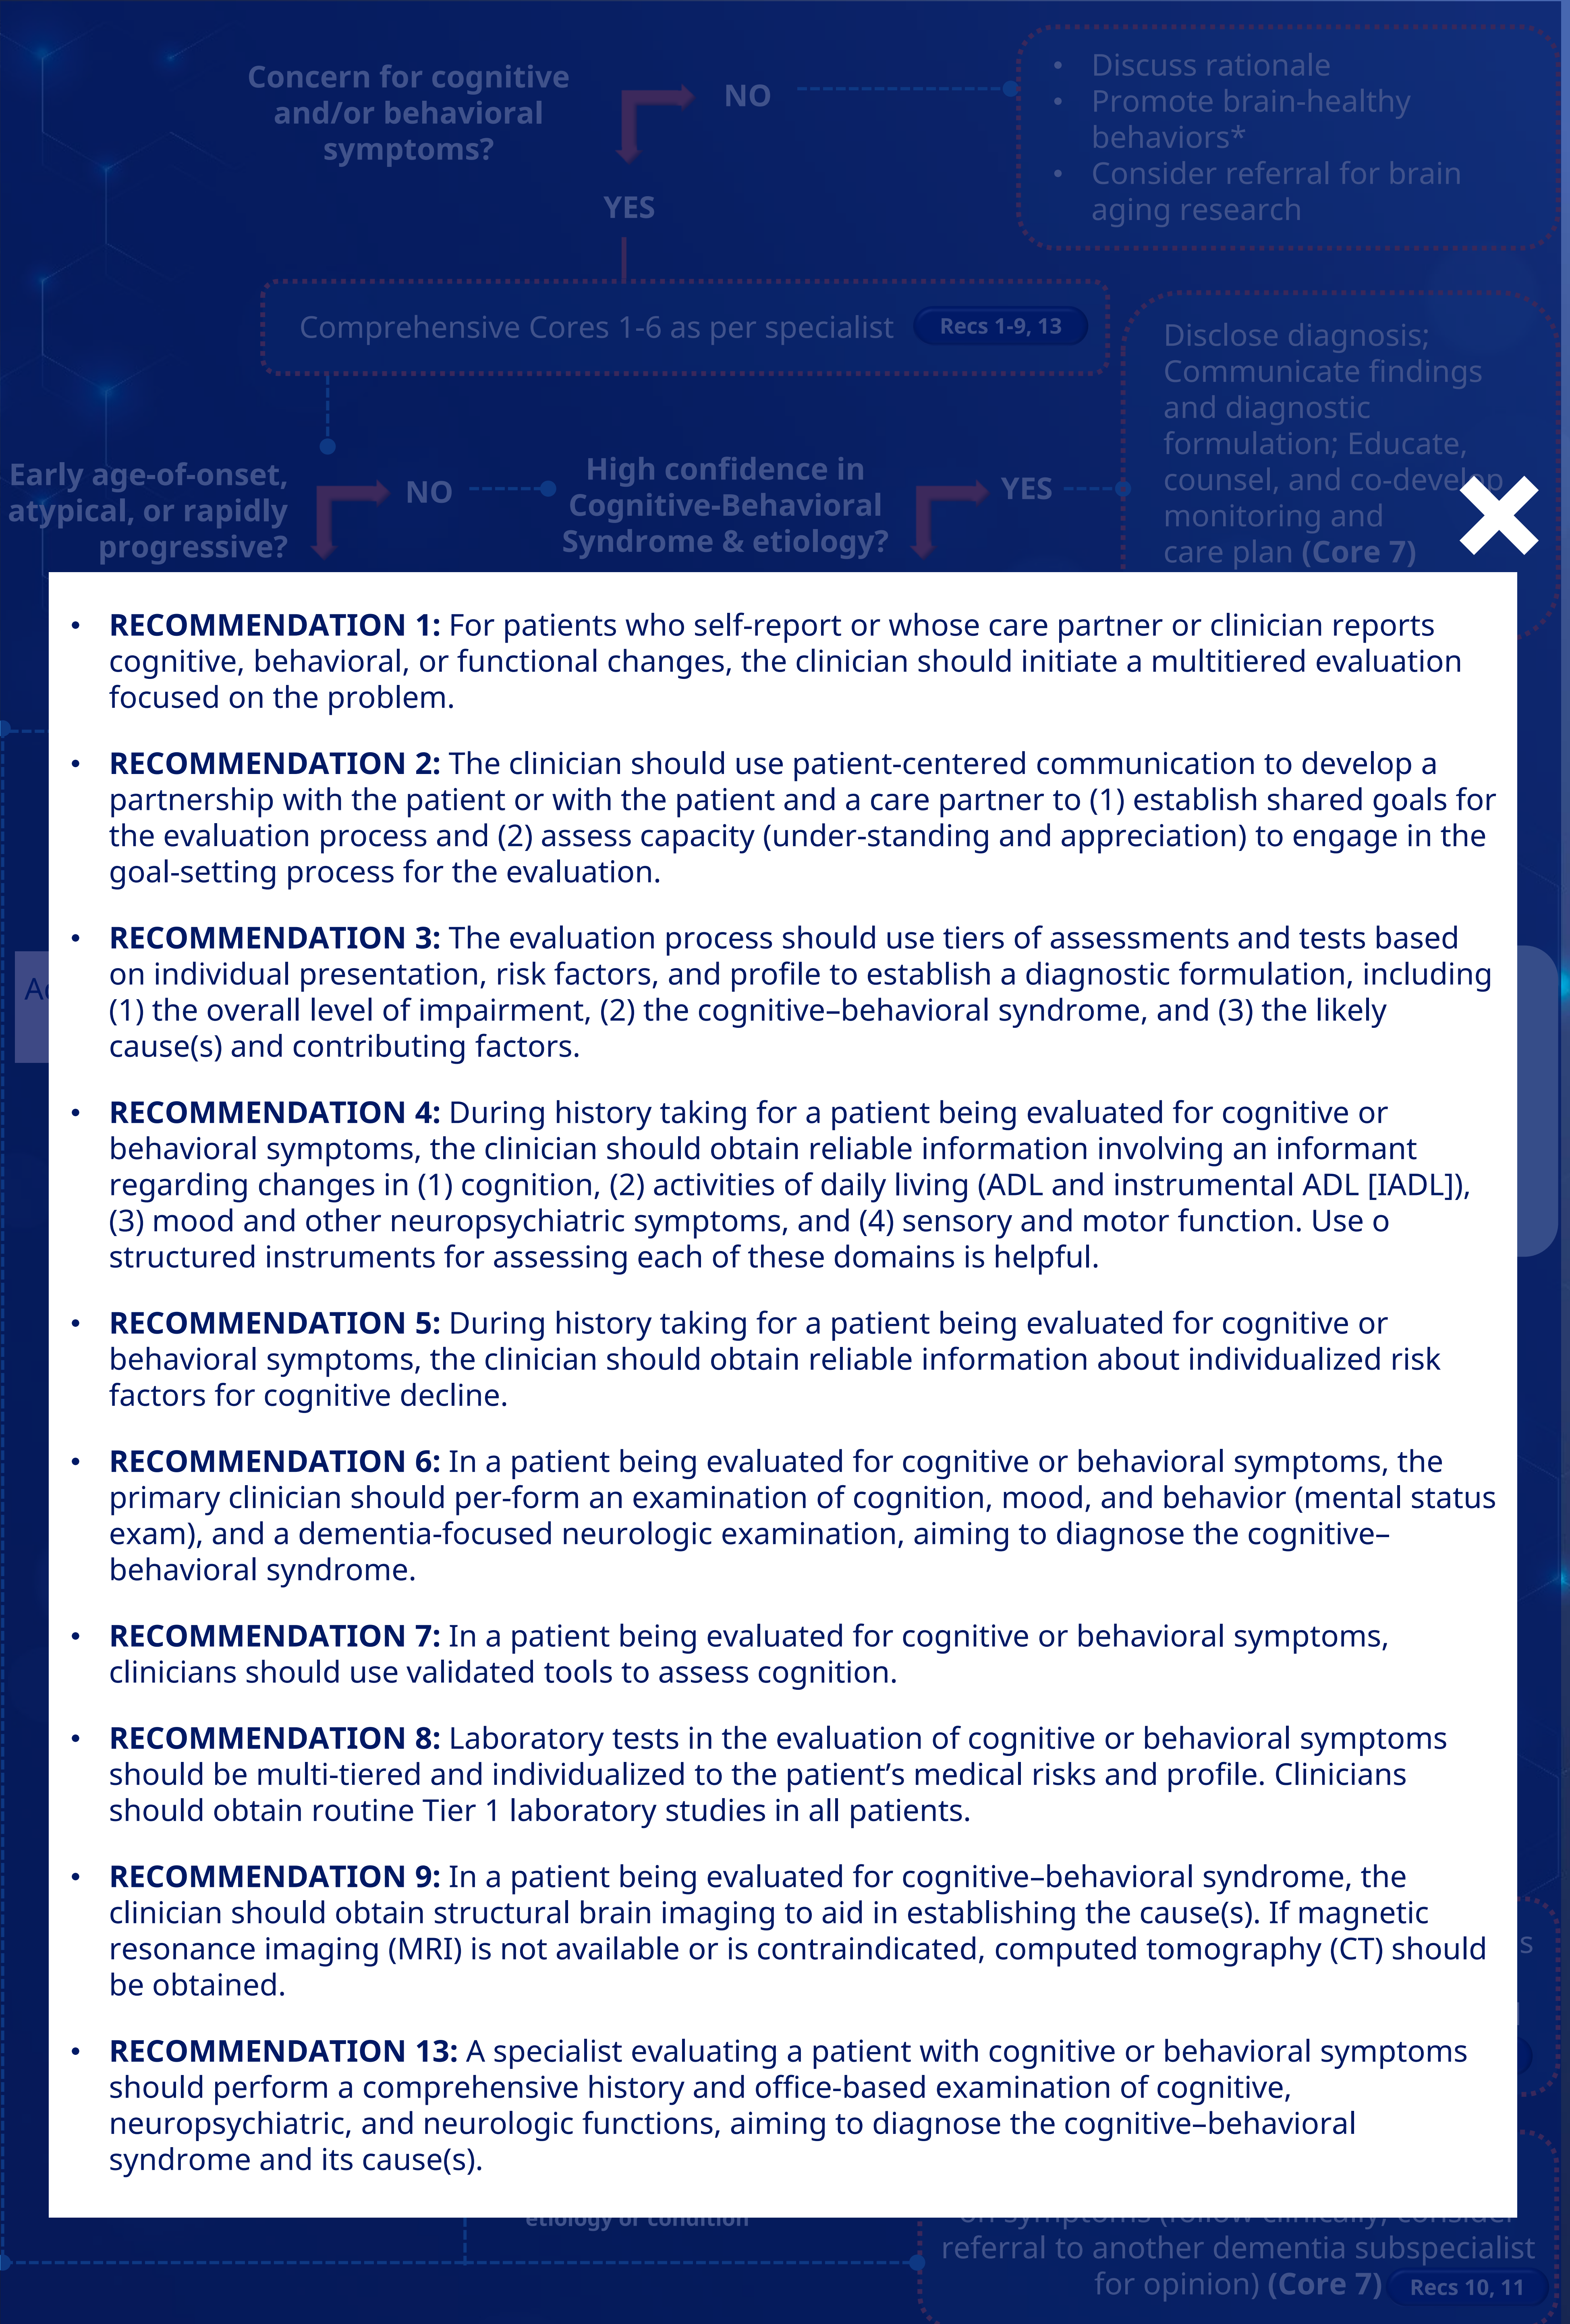 Concern for cognitive
and/or behavioral
symptoms?
NO
YES
• Discuss rationale
• Promote brain-healthy
behaviors*
• Consider referral for brain
aging research
Comprehensive Cores 1-6 as per specialist
Recs 1-9, 13
Disclose diagnosis;
Communicate findings
and diagnostic
formulation; Educate,
counsel, and co-develop
monitoring and
care plan (Core 7)
Early age-of-onset,
atypical, or rapidly
progressive?
NO
High confidence in
Cognitive-Behavioral
Syndrome & etiology?
YES
• RECOMMENDATION 1: For patients who self-report or whose care partner or clinician reports
cognitive, behavioral, or functional changes, the clinician should initiate a multitiered evaluation
focused on the problem.
• RECOMMENDATION 2: The clinician should use patient-centered communication to develop a
partnership with the patient or with the patient and a care partner to (1) establish shared goals for
the evaluation process and (2) assess capacity (under-standing and appreciation) to engage in the
goal-setting process for the evaluation.
• RECOMMENDATION 3: The evaluation process should use tiers of assessments and tests based
on individual presentation, risk factors, and profile to establish a diagnostic formulation, including
(1) the overall level of impairment, (2) the cognitive–behavioral syndrome, and (3) the likely
cause(s) and contributing factors.
• RECOMMENDATION 4: During history taking for a patient being evaluated for cognitive or
behavioral symptoms, the clinician should obtain reliable information involving an informant
regarding changes in (1) cognition, (2) activities of daily living (ADL and instrumental ADL [IADL]),
(3) mood and other neuropsychiatric symptoms, and (4) sensory and motor function. Use o
structured instruments for assessing each of these domains is helpful.
• RECOMMENDATION 5: During history taking for a patient being evaluated for cognitive or
behavioral symptoms, the clinician should obtain reliable information about individualized risk
factors for cognitive decline.
• RECOMMENDATION 6: In a patient being evaluated for cognitive or behavioral symptoms, the
primary clinician should per-form an examination of cognition, mood, and behavior (mental status
exam), and a dementia-focused neurologic examination, aiming to diagnose the cognitive–
behavioral syndrome.
• RECOMMENDATION 7: In a patient being evaluated for cognitive or behavioral symptoms,
clinicians should use validated tools to assess cognition.
• RECOMMENDATION 8: Laboratory tests in the evaluation of cognitive or behavioral symptoms
should be multi-tiered and individualized to the patient’s medical risks and profile. Clinicians
should obtain routine Tier 1 laboratory studies in all patients.
• RECOMMENDATION 9: In a patient being evaluated for cognitive–behavioral syndrome, the
clinician should obtain structural brain imaging to aid in establishing the cause(s). If magnetic
resonance imaging (MRI) is not available or is contraindicated, computed tomography (CT) should
be obtained.
• RECOMMENDATION 13: A specialist evaluating a patient with cognitive or behavioral symptoms
should perform a comprehensive history and office-based examination of cognitive,
neuropsychiatric, and neurologic functions, aiming to diagnose the cognitive–behavioral
syndrome and its cause(s).
etiology of condition
referral to another dementia subspecialist
for opinion) (Core 7)
Recs 10, 11